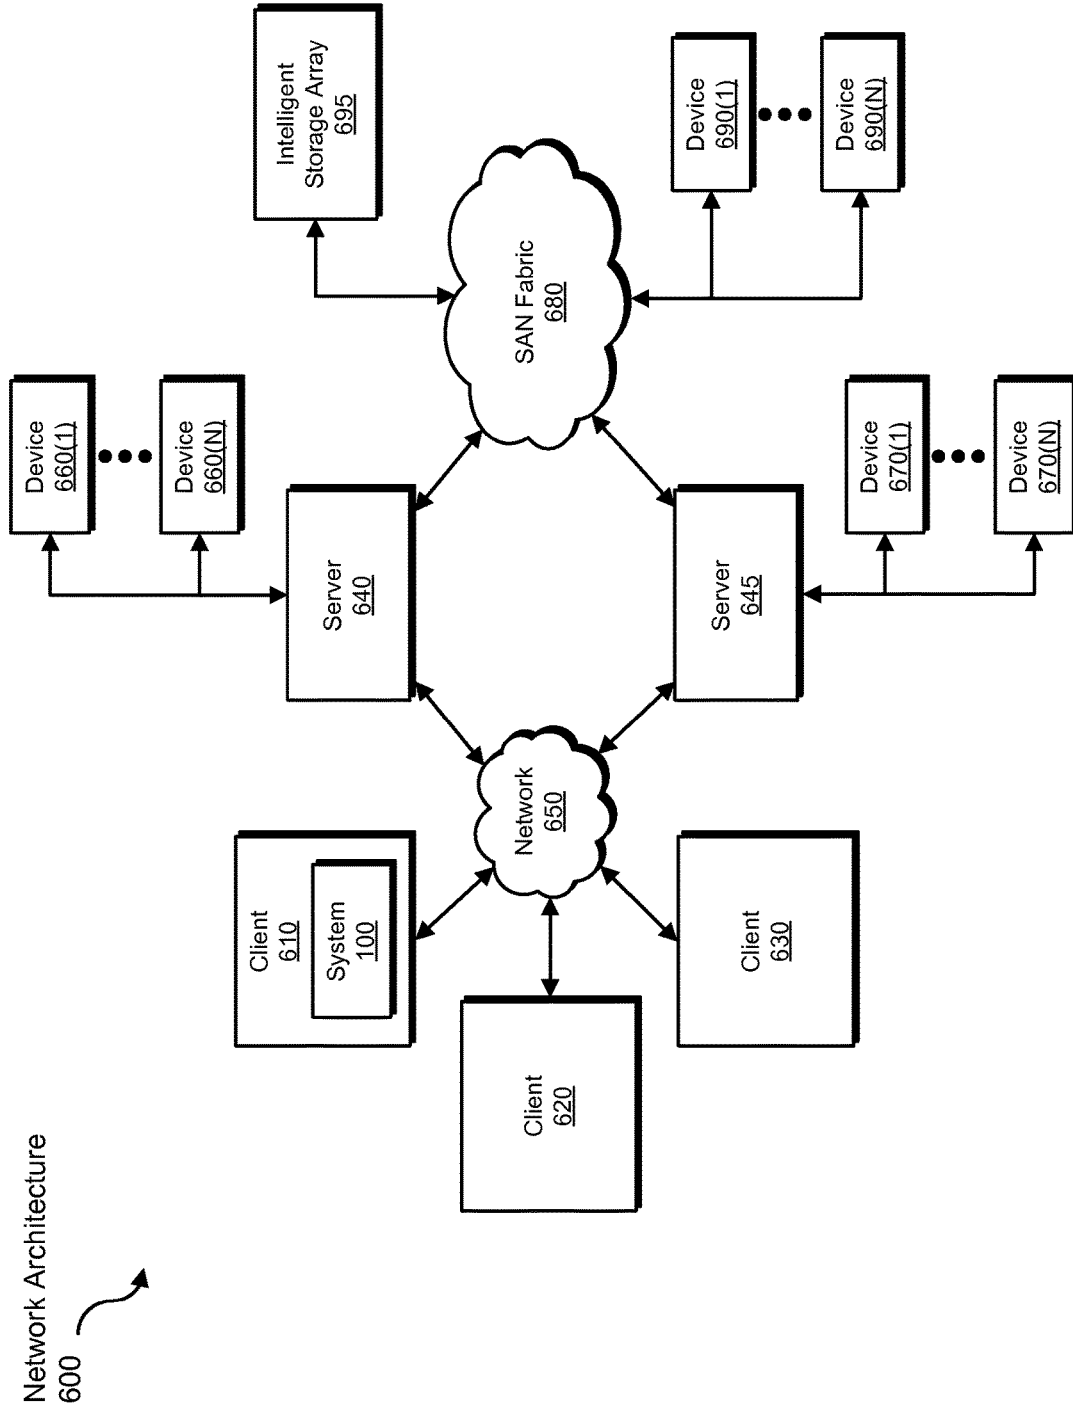 Network Architecture
600
Client
610
System
100
Client
620
Client
630
Network
650
Server
640
Server
645
Device
660(1)
Device
660(N)
Device
670(1)
Device
670(N)
SAN Fabric
680
Intelligent
Storage Array
695
Device
690(1)
Device
690(N)